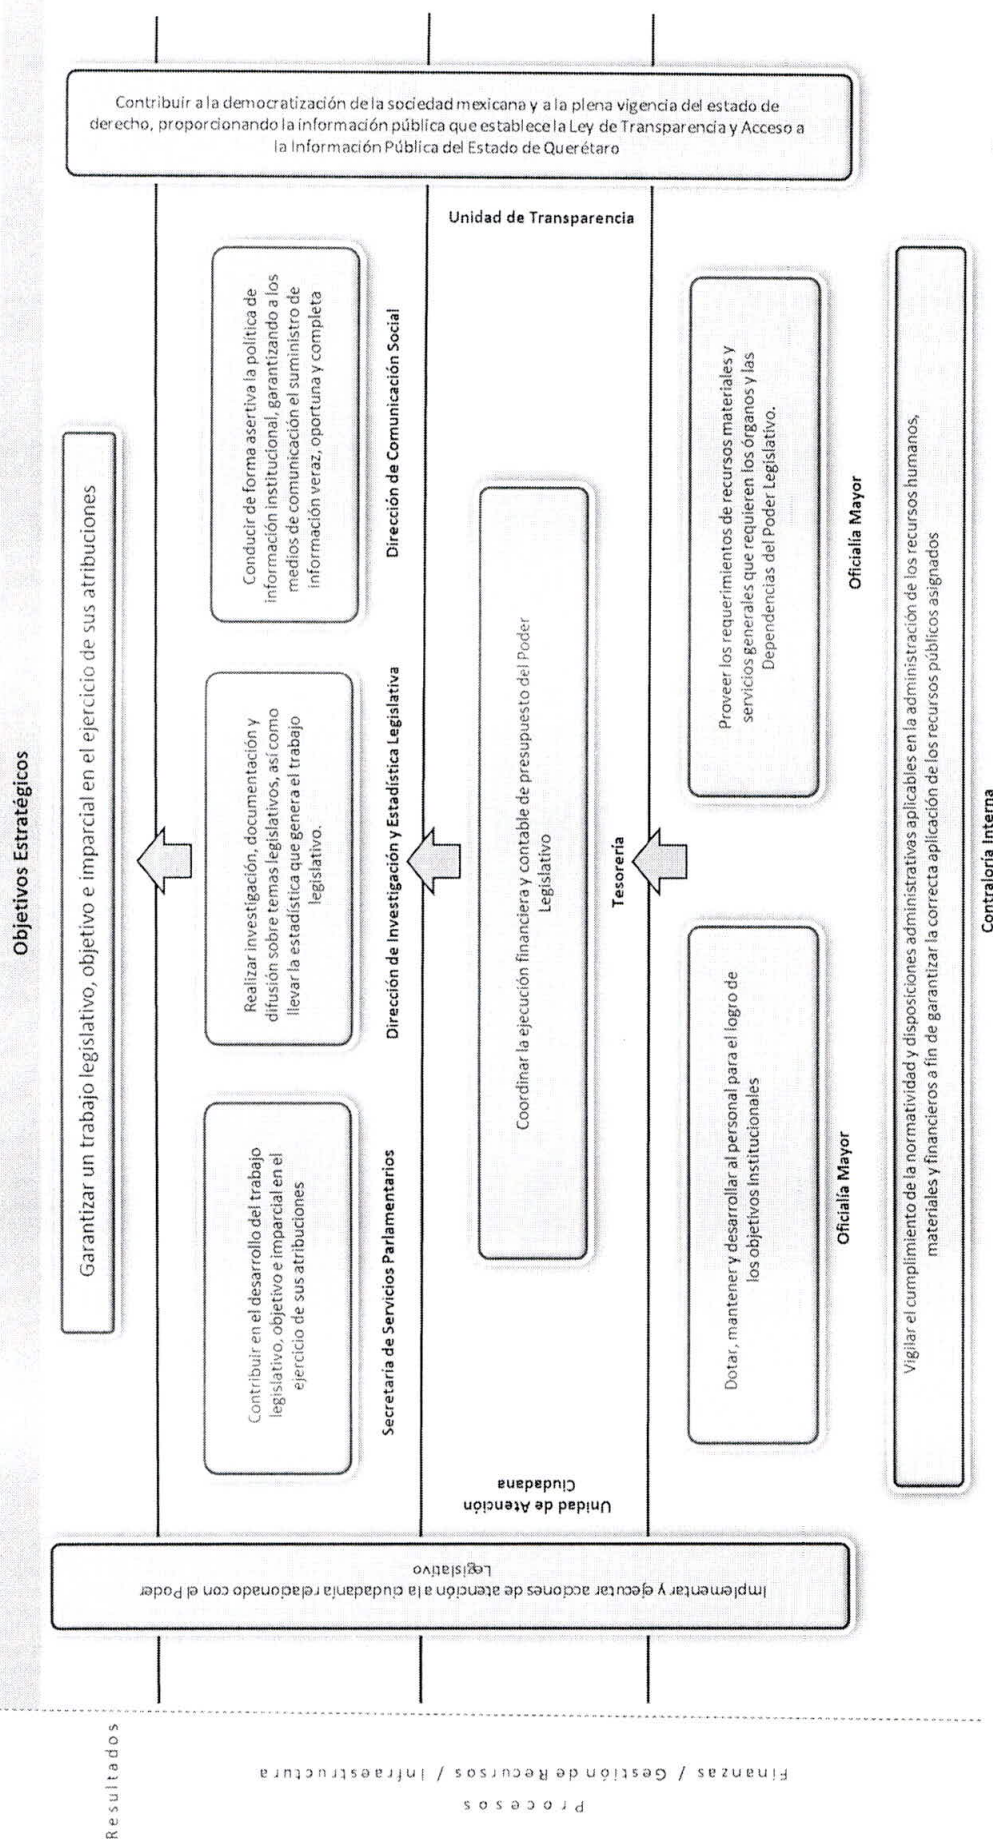 Objetivos Estratégicos
Resultados
Garantizar un trabajo legislativo, objetivo e imparcial en el ejercicio de sus atribuciones
Procesos
Finanzas / Gestión de Recursos / Infraestructura
Implementar y ejecutar acciones de atención a la ciudadanía relacionado con el Poder
Legislativo
Unidad de Atención
Ciudadana
Contribuir en el desarrollo del trabajo
legislativo, objetivo e imparcial en el
ejercicio de sus atribuciones
Secretaria de Servicios Parlamentarios
Realizar investigación, documentación y
difusión sobre temas legislativos, así como
llevar la estadística que genera el trabajo
legislativo.
Dirección de Investigación y Estadística Legislativa
Conducir de forma asertiva la política de
información institucional, garantizando a los
medios de comunicación el suministro de
información veraz, oportuna y completa
Dirección de Comunicación Social
Contribuir a la democratización de la sociedad mexicana y a la plena vigencia del estado de
derecho, proporcionando la información pública que establece la Ley de Transparencia y Acceso a
la Información Pública del Estado de Querétaro
Unidad de Transparencia
Coordinar la ejecución financiera y contable de presupuesto del Poder
Legislativo
Tesorería
Dotar, mantener y desarrollar al personal para el logro de
los objetivos Institucionales
Oficialía Mayor
Proveer los requerimientos de recursos materiales y
servicios generales que requieren los órganos y las
Dependencias del Poder Legislativo.
Oficialía Mayor
Vigilar el cumplimiento de la normatividad y disposiciones administrativas aplicables en la administración de los recursos humanos,
materiales y financieros a fin de garantizar la correcta aplicación de los recursos públicos asignados
Contraloría Interna